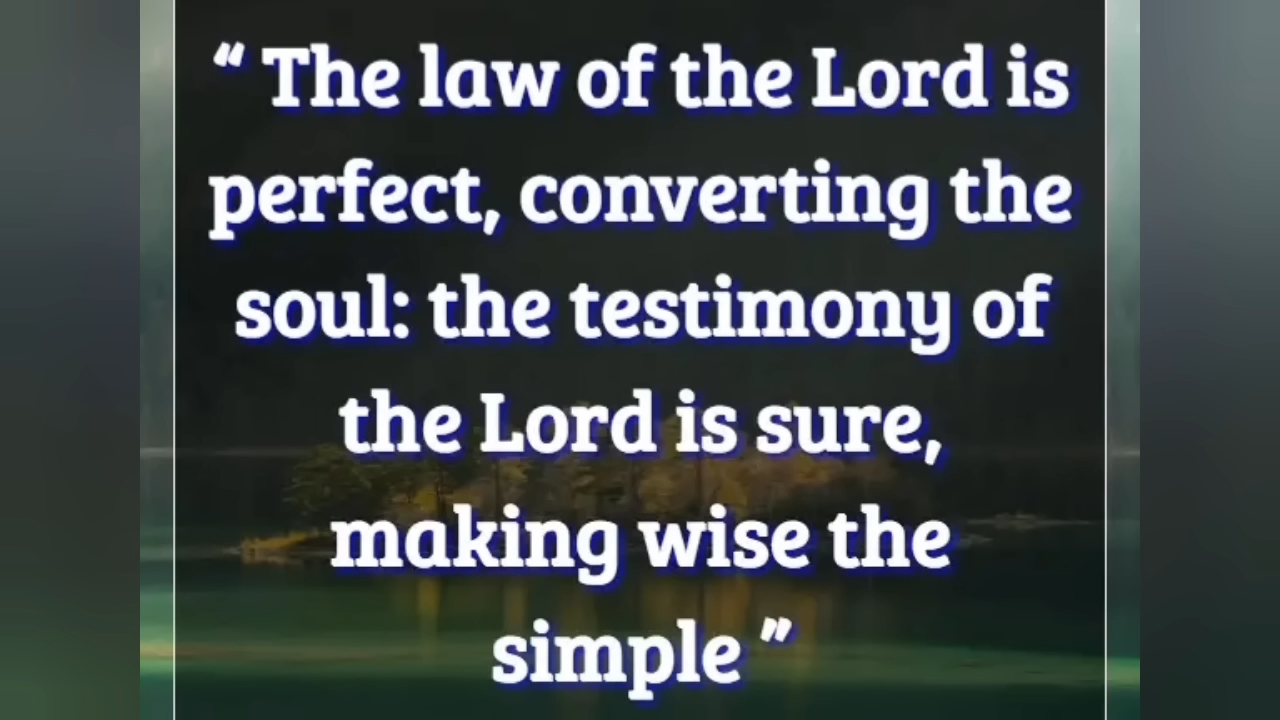 “ The law of the Lord is
perfect, converting the
soul: the testimony of
the Lord is sure,
making wise the
simple ”